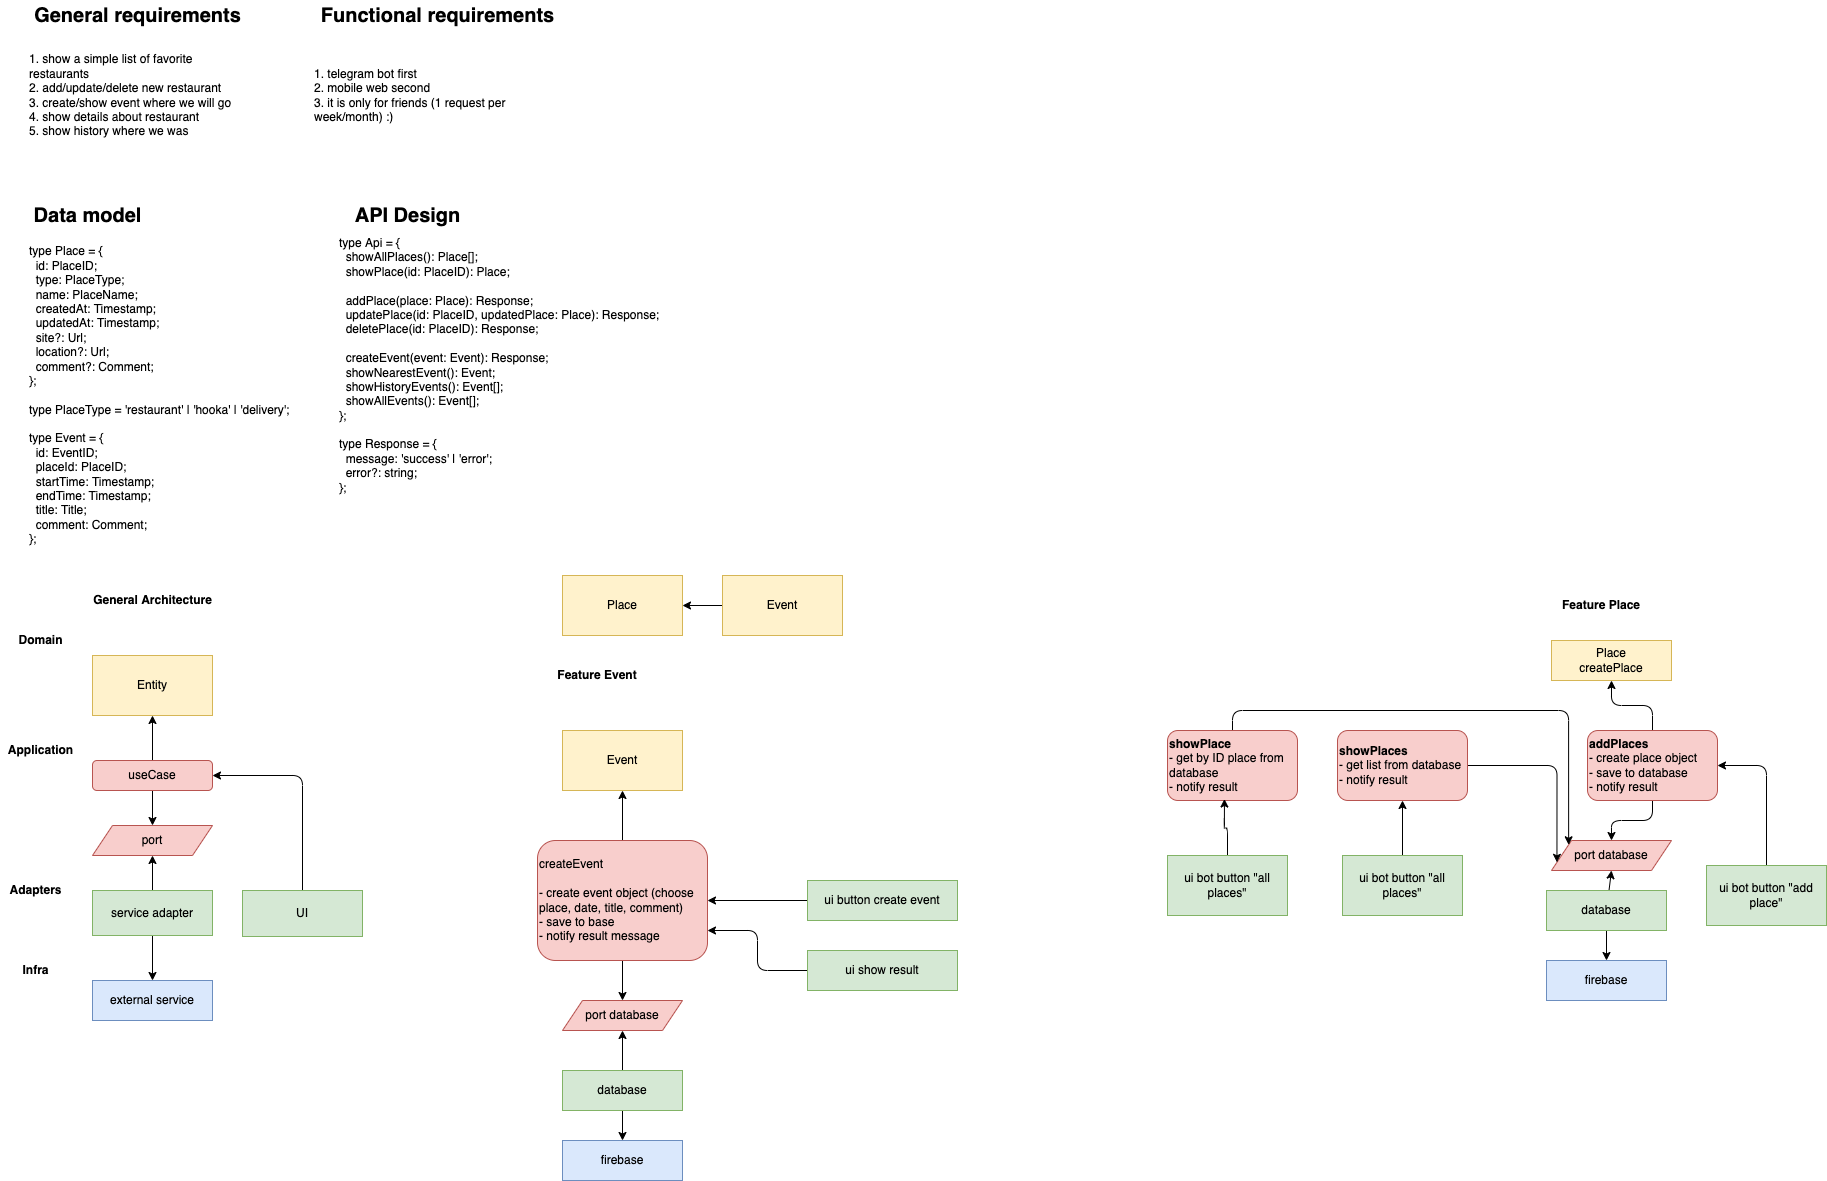 General requirements
1. show a simple list of favorite
restaurants
2. add/update/delete new restaurant
3. create/show event where we will go
4. show details about restaurant
5. show history where we was
Functional requirements
1. telegram bot first
2. mobile web second
3. it is only for friends (1 request per
week/month) :)
Data model
type Place = {
id: PlaceID;
type: PlaceType;
name: PlaceName;
createdAt: Timestamp;
updatedAt: Timestamp;
site?: Url;
location?: Url;
comment?: Comment;
};
type PlaceType = 'restaurant' | 'hooka' | 'delivery';
type Event = {
id: EventID;
placeId: PlaceID;
startTime: Timestamp;
endTime: Timestamp;
title: Title;
comment: Comment;
};
API Design
type Api = {
showAllPlaces(): Place[];
showPlace(id: PlaceID): Place;
addPlace(place: Place): Response;
updatePlace(id: PlaceID, updatedPlace: Place): Response;
deletePlace(id: PlaceID): Response;
createEvent(event: Event): Response;
showNearestEvent(): Event;
showHistoryEvents(): Event[];
showAllEvents(): Event[];
};
type Response = {
message: 'success' | 'error';
error?: string;
};
General Architecture
Domain
Entity
Application
useCase
port
Adapters
service adapter
UI
Infra
external service
Place
Event
Feature Event
Event
createEvent
- create event object (choose
place, date, title, comment)
- save to base
- notify result message
ui button create event
ui show result
port database
database
firebase
Feature Place
Place
createPlace
showPlace
- get by ID place from
database
- notify result
showPlaces
- get list from database
- notify result
addPlaces
- create place object
- save to database
- notify result
port database
ui bot button "all
places"
ui bot button "all
places"
database
ui bot button "add
place"
firebase